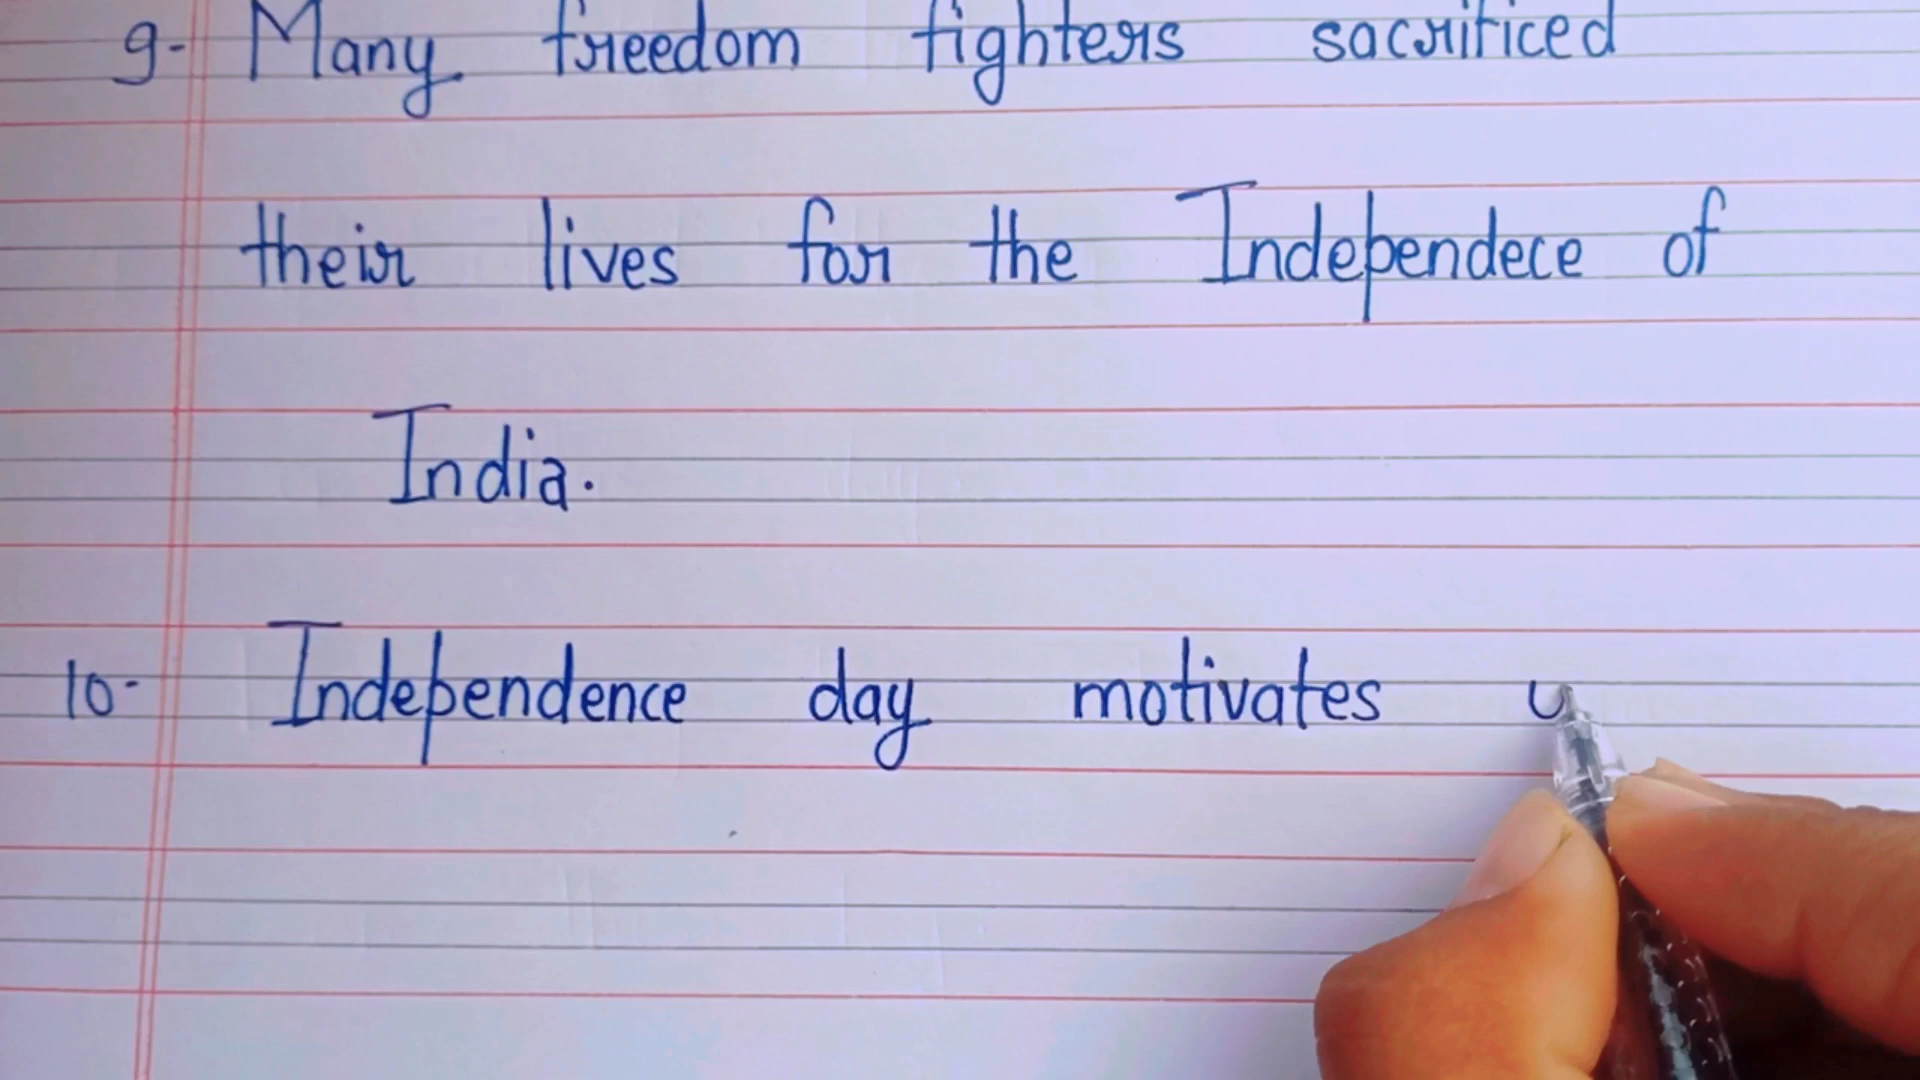 9- Many freedom fighters sacrificed
their lives for the Independece of
India.
10- Independence day motivates u